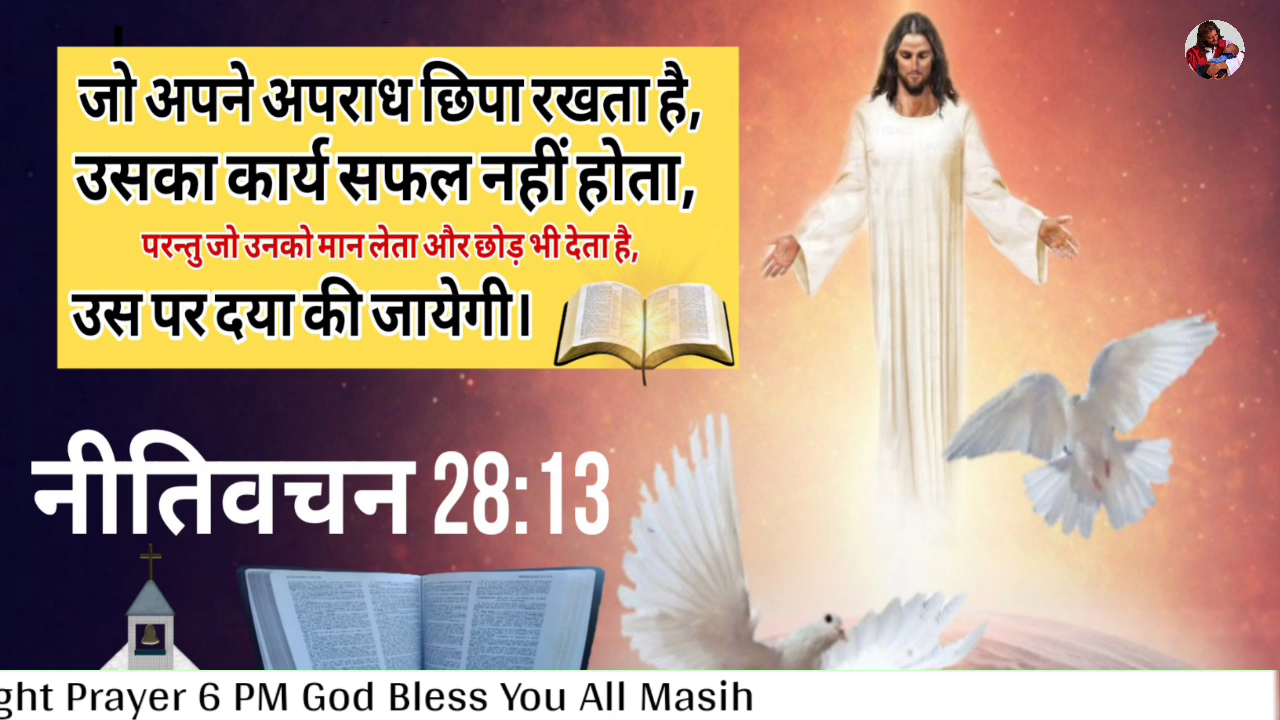 जो अपने अपराध छिपा रखता है,
उसका कार्य सफल नहीं होता,
परन्तु जो उनको मान लेता और छोड़ भी देता है,
उस पर दया की जायेगी।
नीतिवचन 28:13
Prayer 6 PM God Bless You All Masih